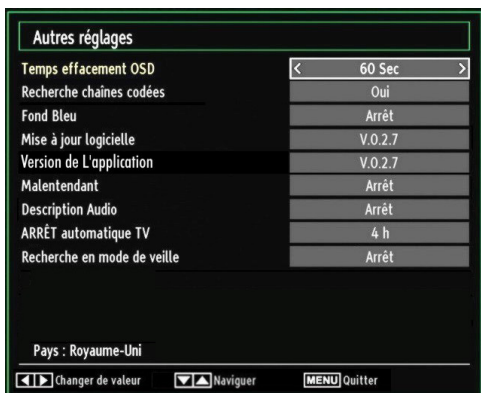 Autres réglages
Temps effacement OSD < 60 Sec >
Recherche chaînes codées Oui
Fond Bleu Arrêt
Mise à jour logicielle V.0.2.7
Version de L'application V.0.2.7
Malentendant Arrêt
Description Audio Arrêt
ARRÊT automatique TV 4 h
Recherche en mode de veille Arrêt
Pays : Royaume-Uni
Changer de valeur Naviguer MENU Quitter